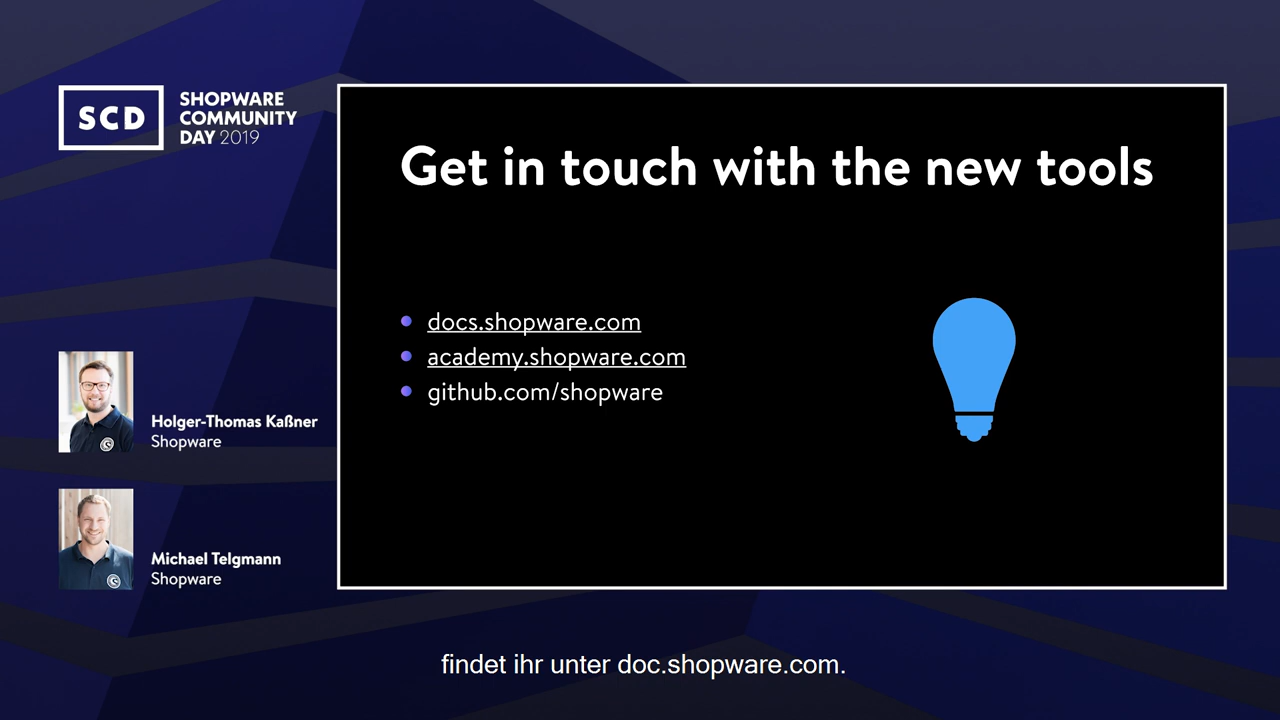 SCD
SHOPWARE
COMMUNITY
DAY 2019
Get in touch with the new tools
docs.shopware.com
academy.shopware.com
github.com/shopware
Holger-Thomas Kaßner
Shopware
Michael Telgmann
Shopware
findet ihr unter doc.shopware.com.